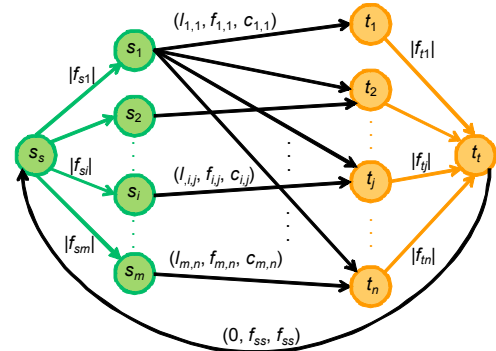 (l1,1, f1,1, c1,1)
s1
t1
|fs1|
|ft1|
s2
t2
ss
|fsi|
(l,i,j, fi,j, ci,j)
si
tj
|ftj|
tt
|fsm|
(lm,n, fm,n, cm,n)
sm
tn
|ftn|
(0, fss, fss)